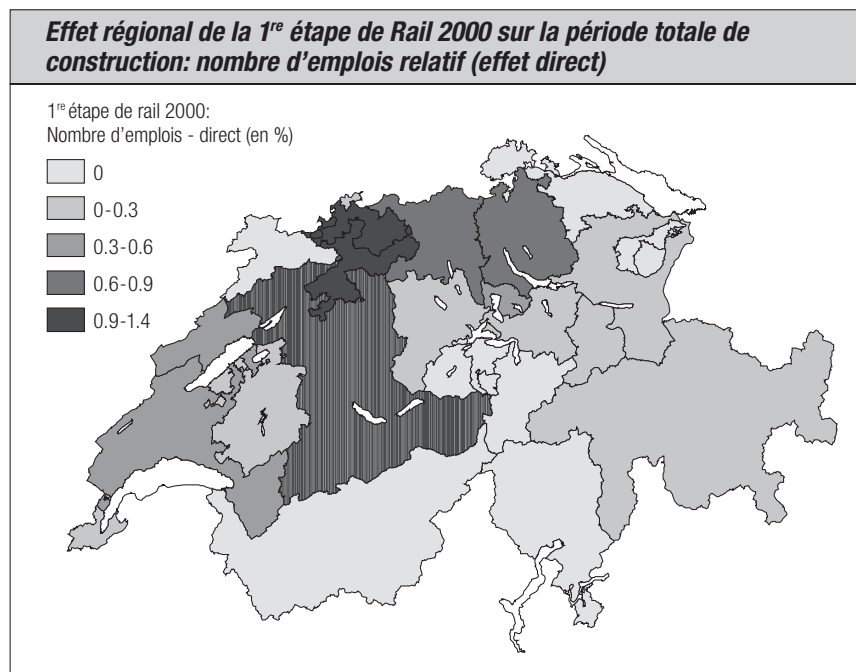 Effet régional de la 1re étape de Rail 2000 sur la période totale de
construction: nombre d'emplois relatif (effet direct)
1re étape de rail 2000:
Nombre d'emplois - direct (en %)
0
0-0.3
0.3-0.6
0.6-0.9
0.9-1.4